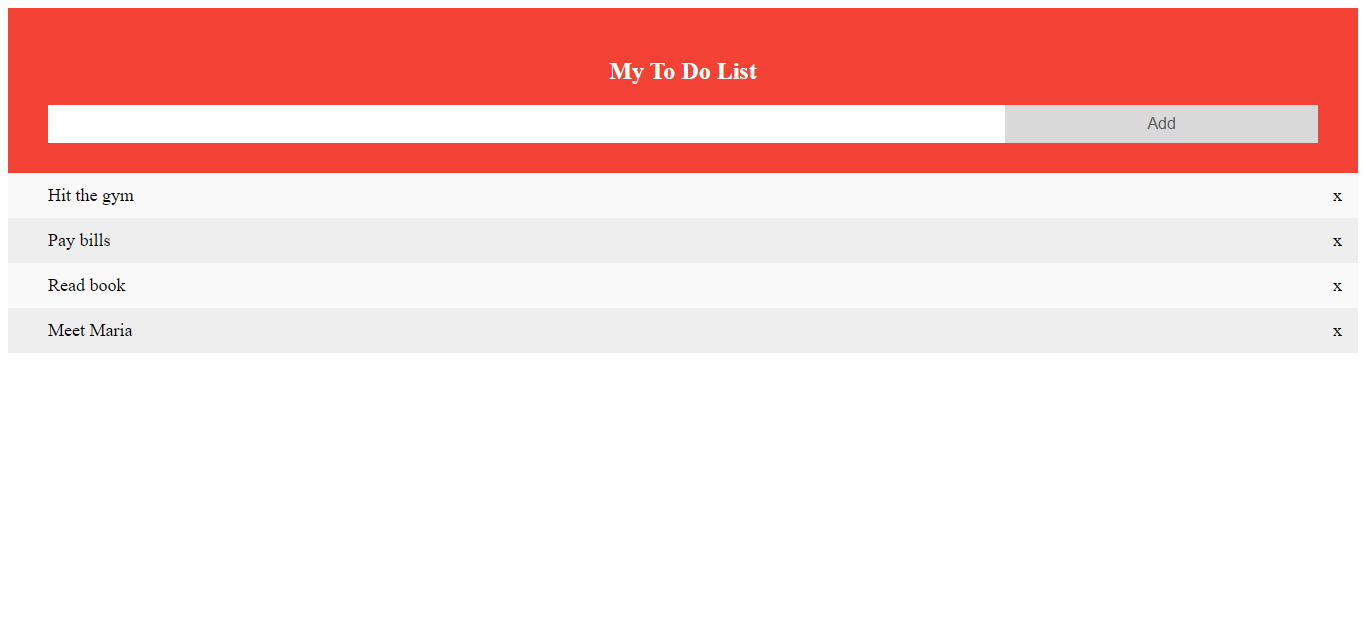 My To Do List
Add
Hit the gym x
Pay bills x
Read book x
Meet Maria x